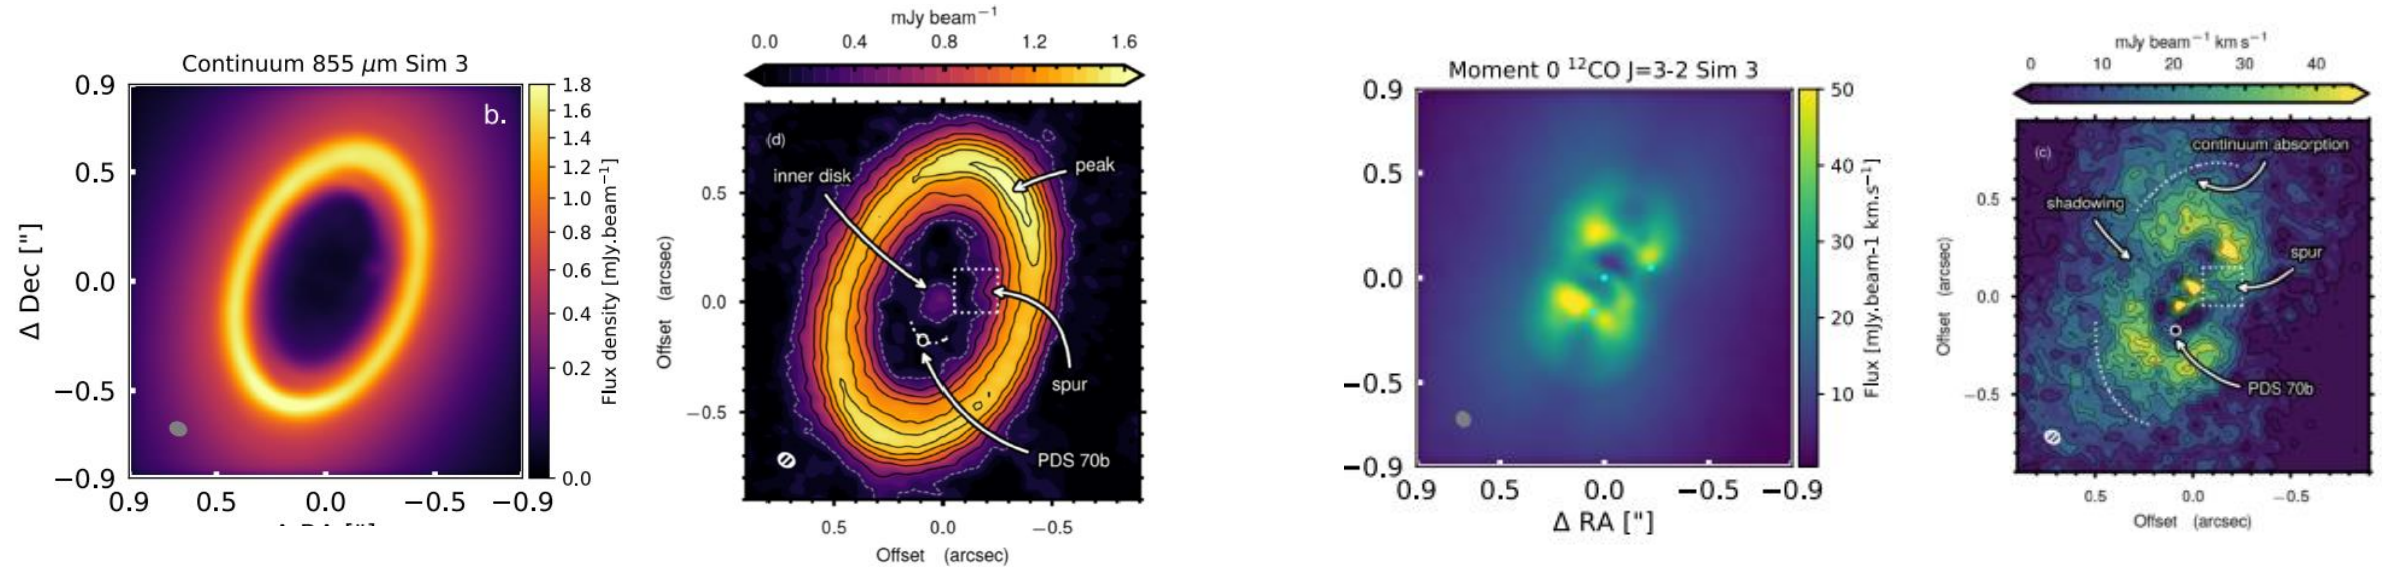 Continuum 855 μm Sim 3
b.
0.9
0.5
0.0
−0.5
−0.9
Δ Dec ["]
0.9 0.5 0.0 −0.5 −0.9
1.8
1.6
1.4
1.2
1.0
0.8
0.6
0.4
0.2
0.0
Flux density [mJy.beam⁻¹]
mJy beam⁻¹
0.0 0.4 0.8 1.2 1.6
(d)
inner disk
peak
spur
PDS 70b
0.5
0.0
−0.5
Offset (arcsec)
0.5 0.0 −0.5
Offset (arcsec)
Moment 0 ¹²CO J=3-2 Sim 3
0.9
0.5
0.0
−0.5
−0.9
0.9 0.5 0.0 −0.5 −0.9
Δ RA ["]
50
40
30
20
10
Flux [mJy.beam-1 km.s⁻¹]
mJy beam⁻¹ km s⁻¹
0 10 20 30 40
(c)
continuum absorption
shadowing
spur
PDS 70b
0.5
0.0
−0.5
Offset (arcsec)
0.5 0.0 −0.5
Offset (arcsec)